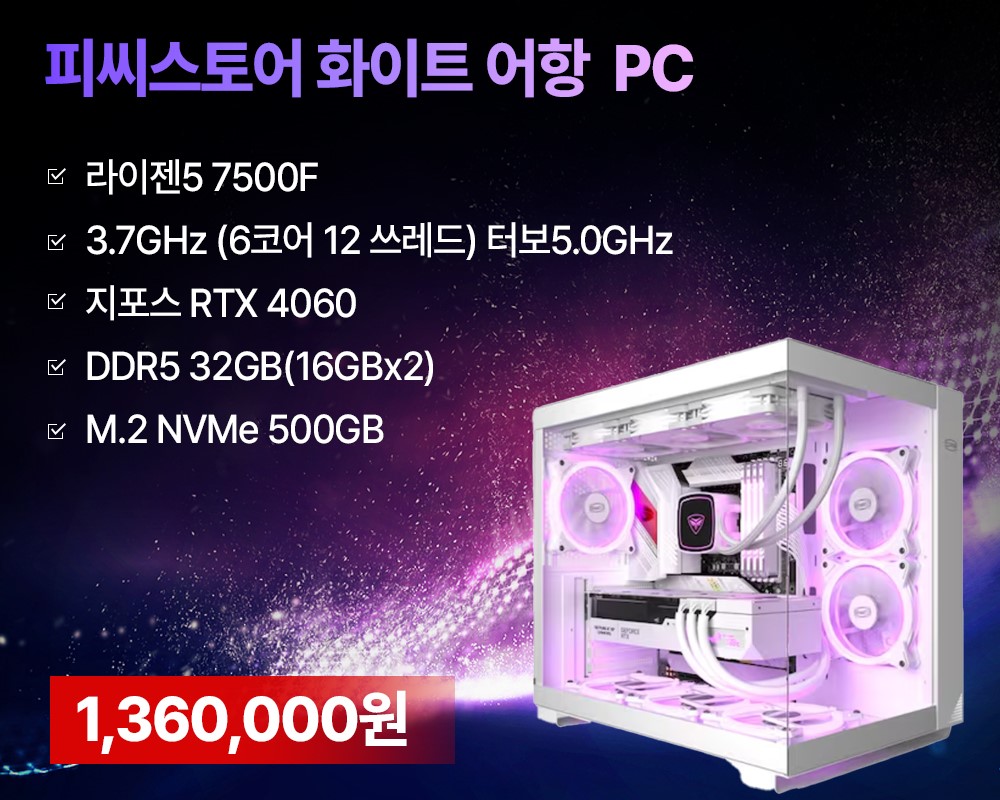 피씨스토어 화이트 어항 PC
라이젠5 7500F
3.7GHz (6코어 12 쓰레드) 터보5.0GHz
지포스 RTX 4060
DDR5 32GB(16GBx2)
M.2 NVMe 500GB
GEFORCE
RTX
1,360,000원